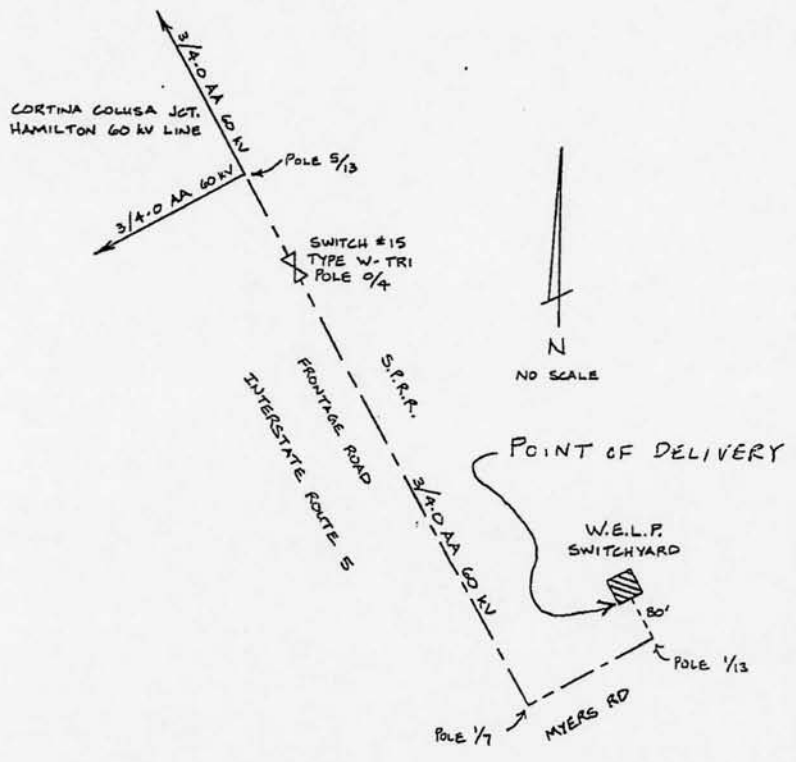 3/4.0 AA 60 kV
CORTINA COLUSA JCT.
HAMILTON 60 kV LINE
POLE 5/13
3/4.0 AA 60 kV
SWITCH #15
TYPE W-TRI
POLE 0/4
N
NO SCALE
S.P.R.R.
FRONTAGE ROAD
INTERSTATE ROUTE 5
POINT OF DELIVERY
3/4.0 AA 60 kV
W.E.L.P.
SWITCHYARD
80'
POLE 1/13
POLE 1/7
MYERS RD